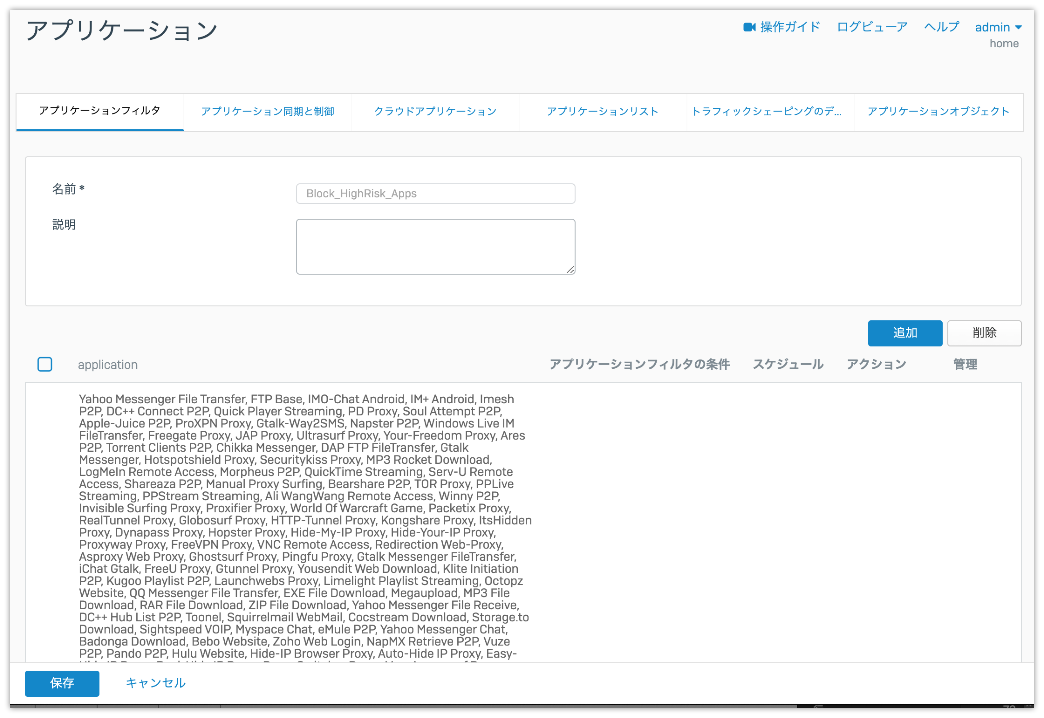 アプリケーション
操作ガイド ログビューア ヘルプ admin
home
アプリケーションフィルタ アプリケーション同期と制御 クラウドアプリケーション アプリケーションリスト トラフィックシェーピングのデ... アプリケーションオブジェクト
名前 *
Block_HighRisk_Apps
説明
追加 削除
application アプリケーションフィルタの条件 スケジュール アクション 管理
Yahoo Messenger File Transfer, FTP Base, IMO-Chat Android, IM+ Android, Imesh
P2P, DC++ Connect P2P, Quick Player Streaming, PD Proxy, Soul Attempt P2P,
Apple-Juice P2P, ProXPN Proxy, Gtalk-Way2SMS, Napster P2P, Windows Live IM
FileTransfer, Freegate Proxy, JAP Proxy, Ultrasurf Proxy, Your-Freedom Proxy, Ares
P2P, Torrent Clients P2P, Chikka Messenger, DAP FTP FileTransfer, Gtalk
Messenger, Hotspotshield Proxy, Securitykiss Proxy, MP3 Rocket Download,
LogMeIn Remote Access, Morpheus P2P, QuickTime Streaming, Serv-U Remote
Access, Shareaza P2P, Manual Proxy Surfing, Bearshare P2P, TOR Proxy, PPLive
Streaming, PPStream Streaming, Ali WangWang Remote Access, Winny P2P,
Invisible Surfing Proxy, Proxifier Proxy, World Of Warcraft Game, Packetix Proxy,
RealTunnel Proxy, Globosurf Proxy, HTTP-Tunnel Proxy, Kongshare Proxy, ItsHidden
Proxy, Dynapass Proxy, Hopster Proxy, Hide-My-IP Proxy, Hide-Your-IP Proxy,
Proxyway Proxy, FreeVPN Proxy, VNC Remote Access, Redirection Web-Proxy,
Asproxy Web Proxy, Ghostsurf Proxy, Pingfu Proxy, Gtalk Messenger FileTransfer,
iChat Gtalk, FreeU Proxy, Gtunnel Proxy, Yousendit Web Download, Klite Initiation
P2P, Kugoo Playlist P2P, Launchwebs Proxy, Limelight Playlist Streaming, Octopz
Website, QQ Messenger File Transfer, EXE File Download, Megaupload, MP3 File
Download, RAR File Download, ZIP File Download, Yahoo Messenger File Receive,
DC++ Hub List P2P, Toonel, Squirrelmail WebMail, Cocstream Download, Storage.to
Download, Sightspeed VOIP, Myspace Chat, eMule P2P, Yahoo Messenger Chat,
Badonga Download, Bebo Website, Zoho Web Login, NapMX Retrieve P2P, Vuze
P2P, Pando P2P, Hulu Website, Hide-IP Browser Proxy, Auto-Hide IP Proxy, Easy-
保存 キャンセル